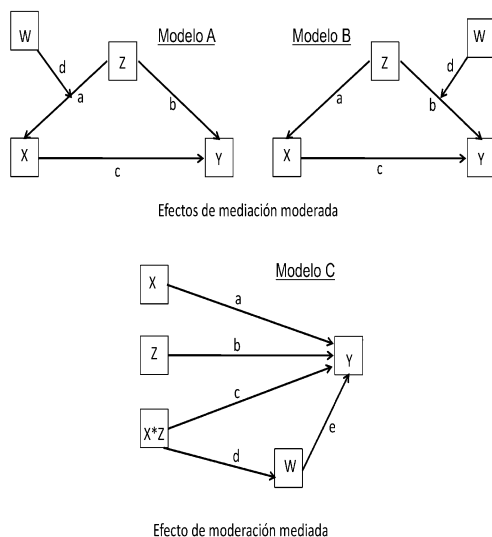 W Modelo A Modelo B W
d Z Z d
a b a b
X Y X Y
c c
Efectos de mediación moderada
Modelo C
X
a
Z b Y
c
X*Z e
d W
Efecto de moderación mediada